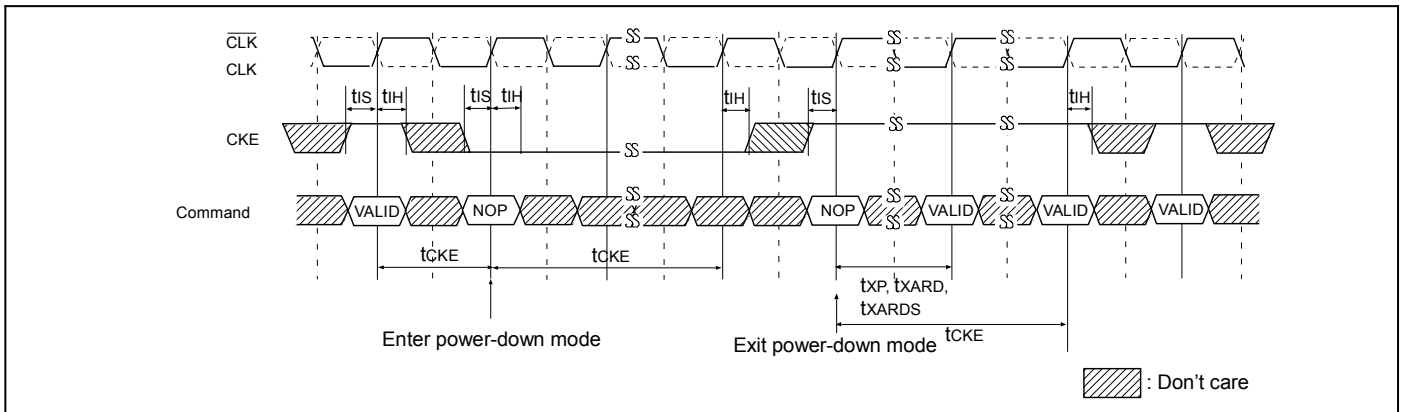 CLK
CLK
tIS tIH tIS tIH tIH tIS tIH
CKE
Command
VALID NOP NOP VALID VALID VALID
tCKE tCKE
tXP, tXARD,
tXARDS
Enter power-down mode
Exit power-down mode
tCKE
: Don't care